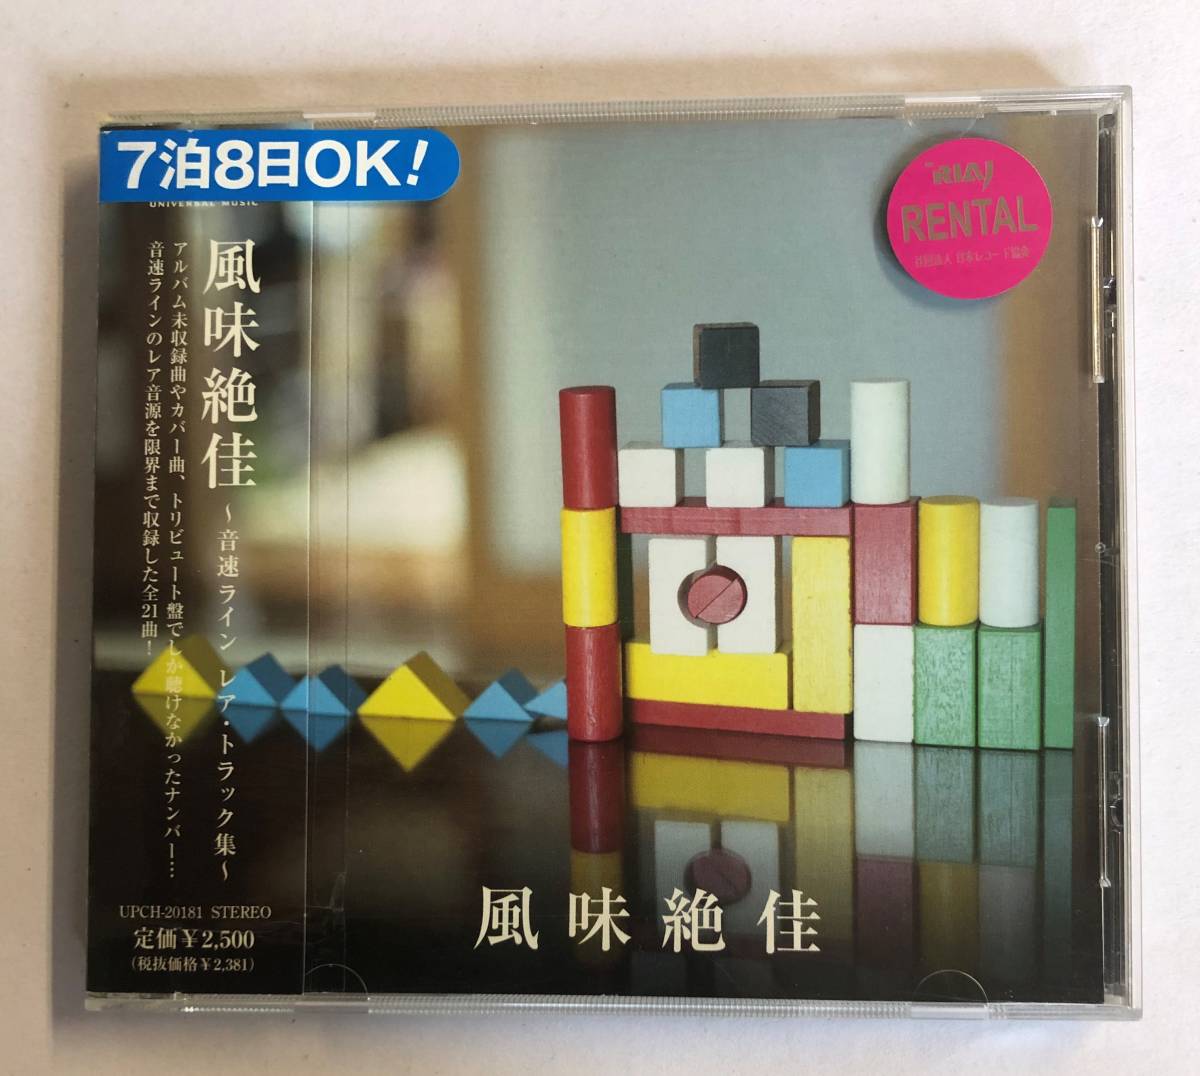 7泊8日OK!
UNIVERSAL MUSIC
風味絶佳 ～音速ライン レア・トラック集～
アルバム未収録曲やカバー曲、トリビュート盤でしか聴けなかったナンバー…
音速ラインのレア音源を限界まで収録した全21曲！
UPCH-20181 STEREO
定価￥2,500
(税抜価格￥2,381)
RIAJ
RENTAL
社団法人 日本レコード協会
風味絶佳